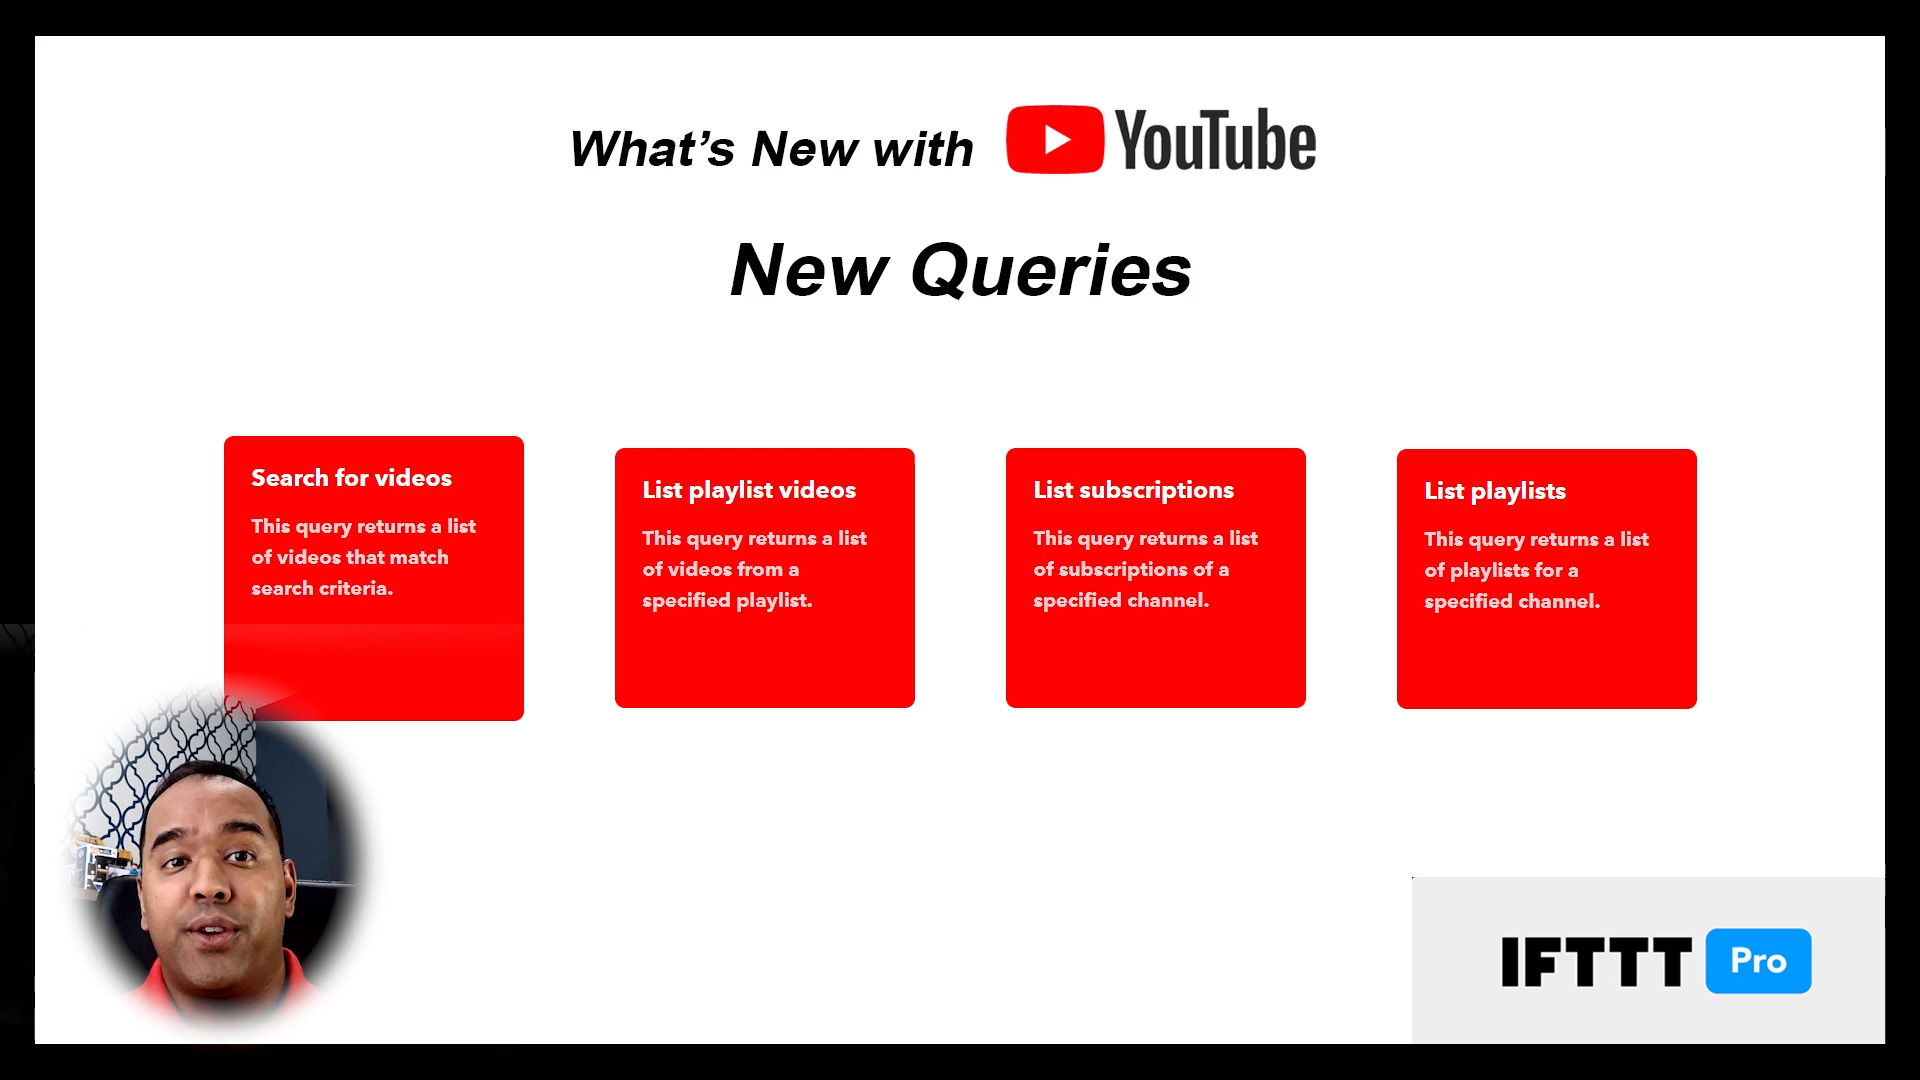 What's New with YouTube
New Queries
Search for videos
This query returns a list
of videos that match
search criteria.
List playlist videos
This query returns a list
of videos from a
specified playlist.
List subscriptions
This query returns a list
of subscriptions of a
specified channel.
List playlists
This query returns a list
of playlists for a
specified channel.
IFTTT Pro